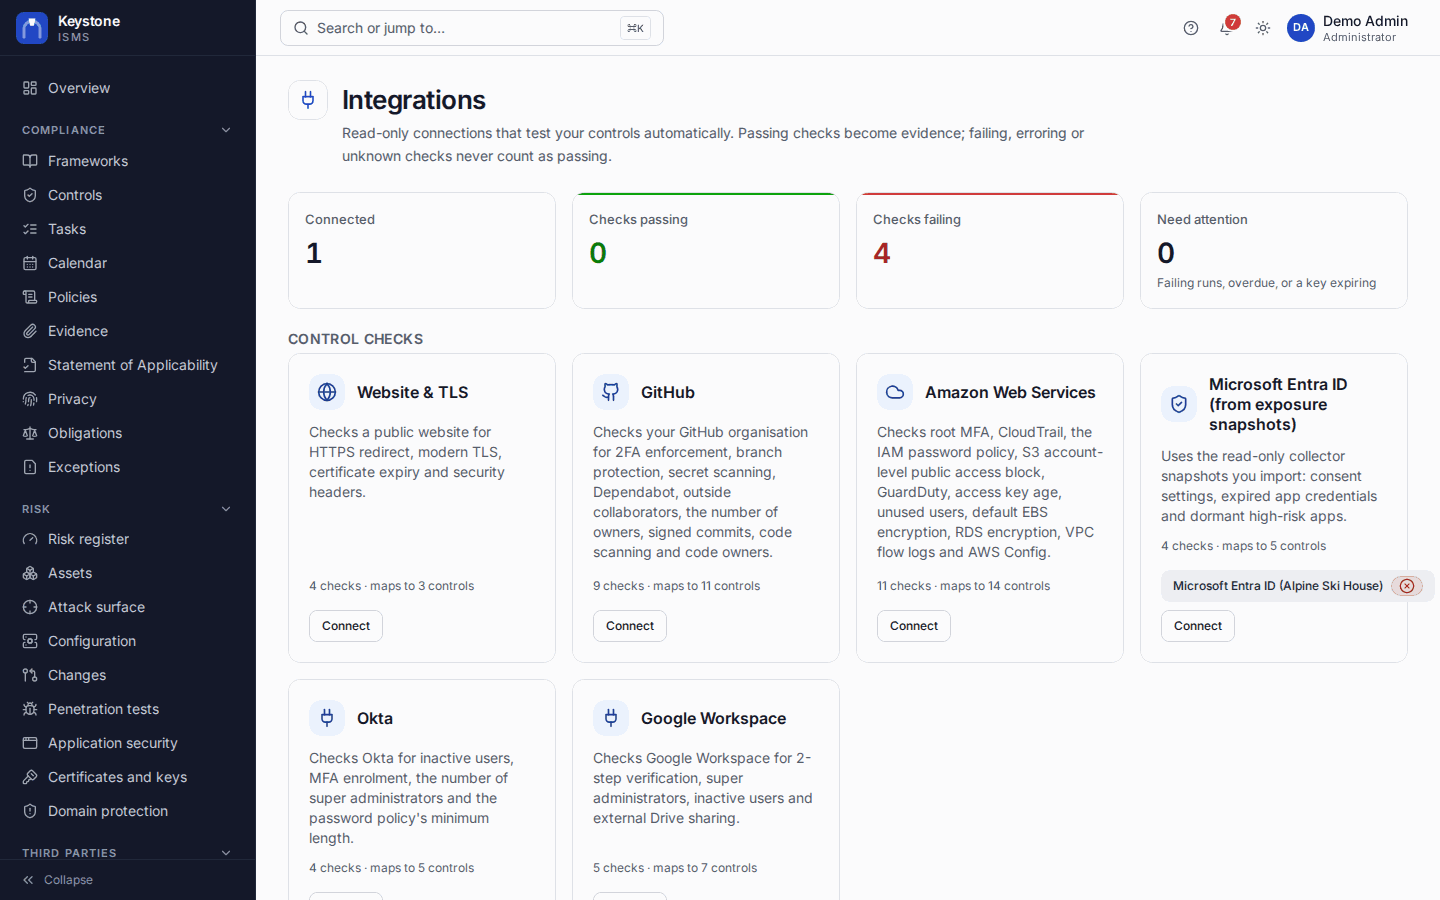 Keystone
ISMS
Search or jump to...
⌘K
7
DA
Demo Admin
Administrator
Overview
COMPLIANCE
Frameworks
Controls
Tasks
Calendar
Policies
Evidence
Statement of Applicability
Privacy
Obligations
Exceptions
RISK
Risk register
Assets
Attack surface
Configuration
Changes
Penetration tests
Application security
Certificates and keys
Domain protection
THIRD PARTIES
Collapse
Integrations
Read-only connections that test your controls automatically. Passing checks become evidence; failing, erroring or
unknown checks never count as passing.
Connected
1
Checks passing
0
Checks failing
4
Need attention
0
Failing runs, overdue, or a key expiring
CONTROL CHECKS
Website & TLS
Checks a public website for
HTTPS redirect, modern TLS,
certificate expiry and security
headers.
4 checks · maps to 3 controls
Connect
GitHub
Checks your GitHub organisation
for 2FA enforcement, branch
protection, secret scanning,
Dependabot, outside
collaborators, the number of
owners, signed commits, code
scanning and code owners.
9 checks · maps to 11 controls
Connect
Amazon Web Services
Checks root MFA, CloudTrail, the
IAM password policy, S3 account-
level public access block,
GuardDuty, access key age,
unused users, default EBS
encryption, RDS encryption, VPC
flow logs and AWS Config.
11 checks · maps to 14 controls
Connect
Microsoft Entra ID
(from exposure
snapshots)
Uses the read-only collector
snapshots you import: consent
settings, expired app credentials
and dormant high-risk apps.
4 checks · maps to 5 controls
Microsoft Entra ID (Alpine Ski House)
Connect
Okta
Checks Okta for inactive users,
MFA enrolment, the number of
super administrators and the
password policy's minimum
length.
4 checks · maps to 5 controls
Google Workspace
Checks Google Workspace for 2-
step verification, super
administrators, inactive users and
external Drive sharing.
5 checks · maps to 7 controls